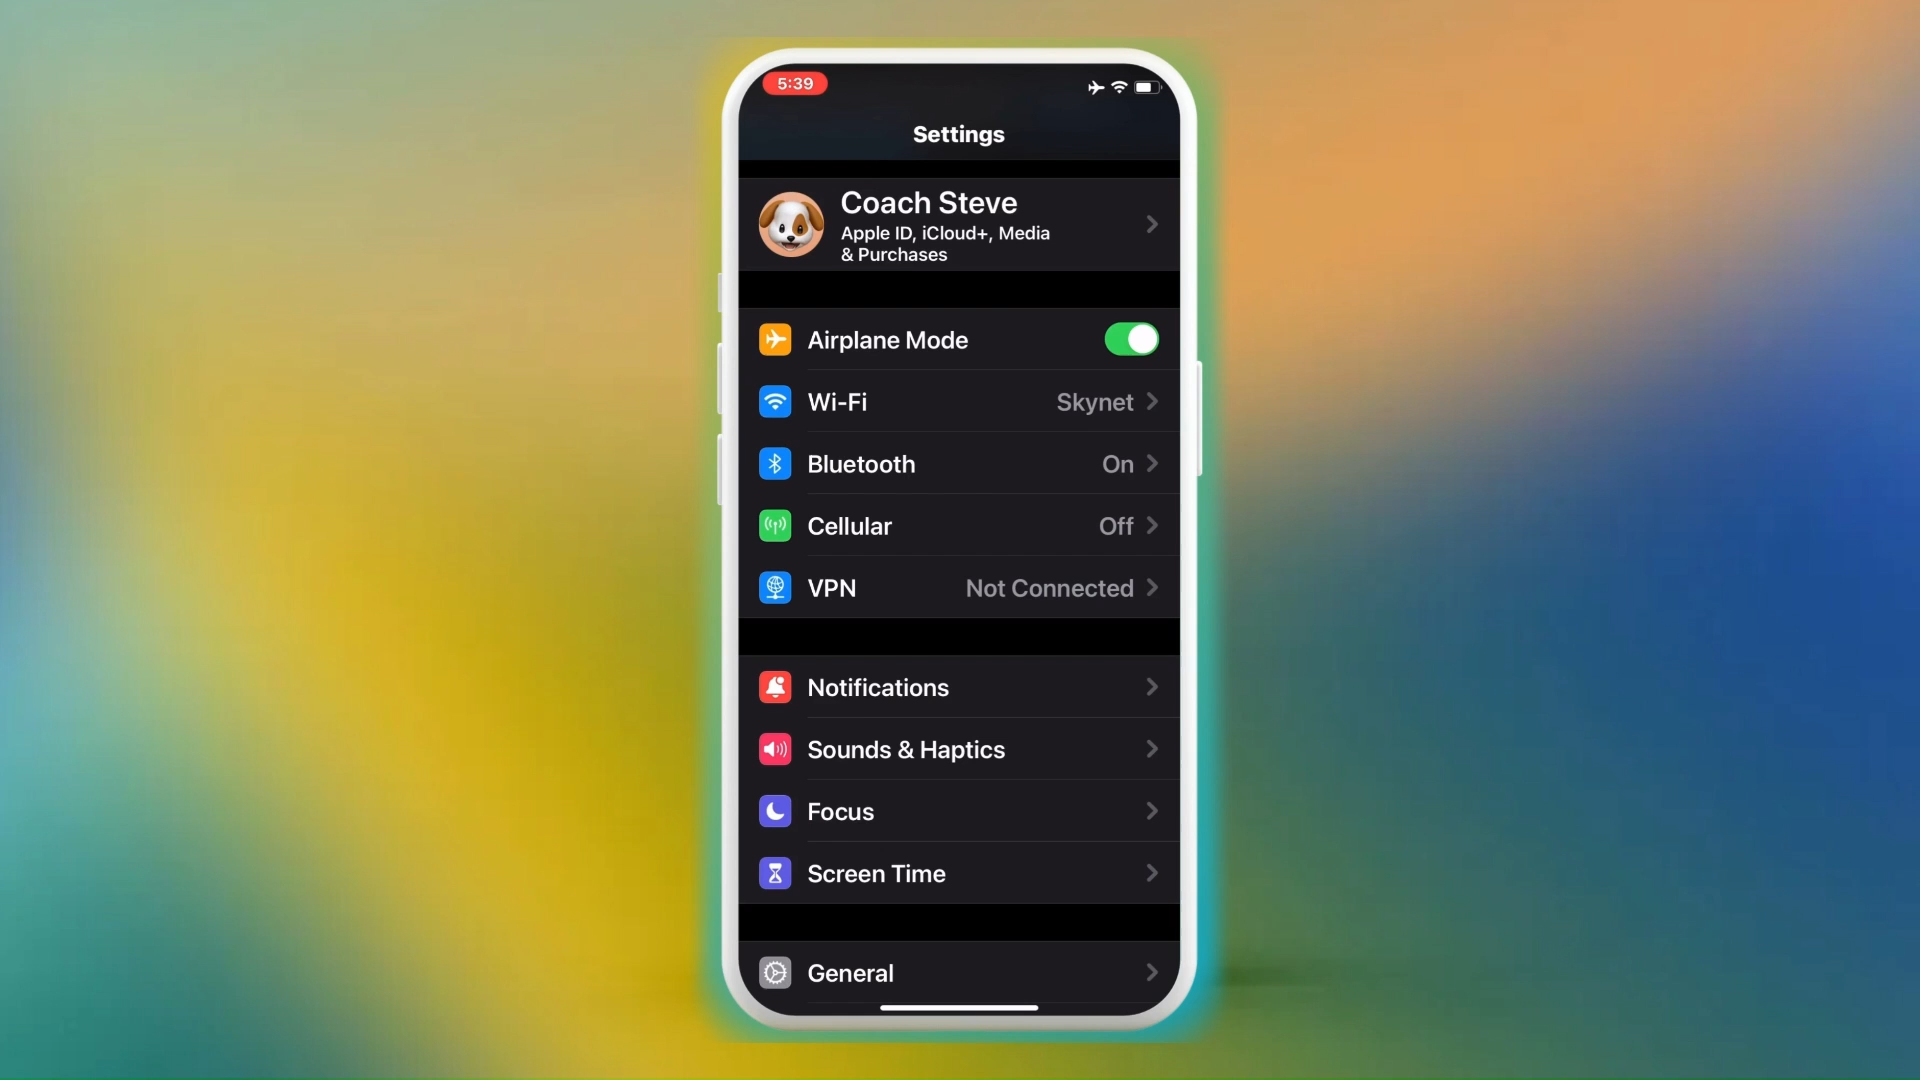 5:39
Settings
Coach Steve
Apple ID, iCloud+, Media
& Purchases
Airplane Mode
Wi-Fi Skynet
Bluetooth On
Cellular Off
VPN Not Connected
Notifications
Sounds & Haptics
Focus
Screen Time
General